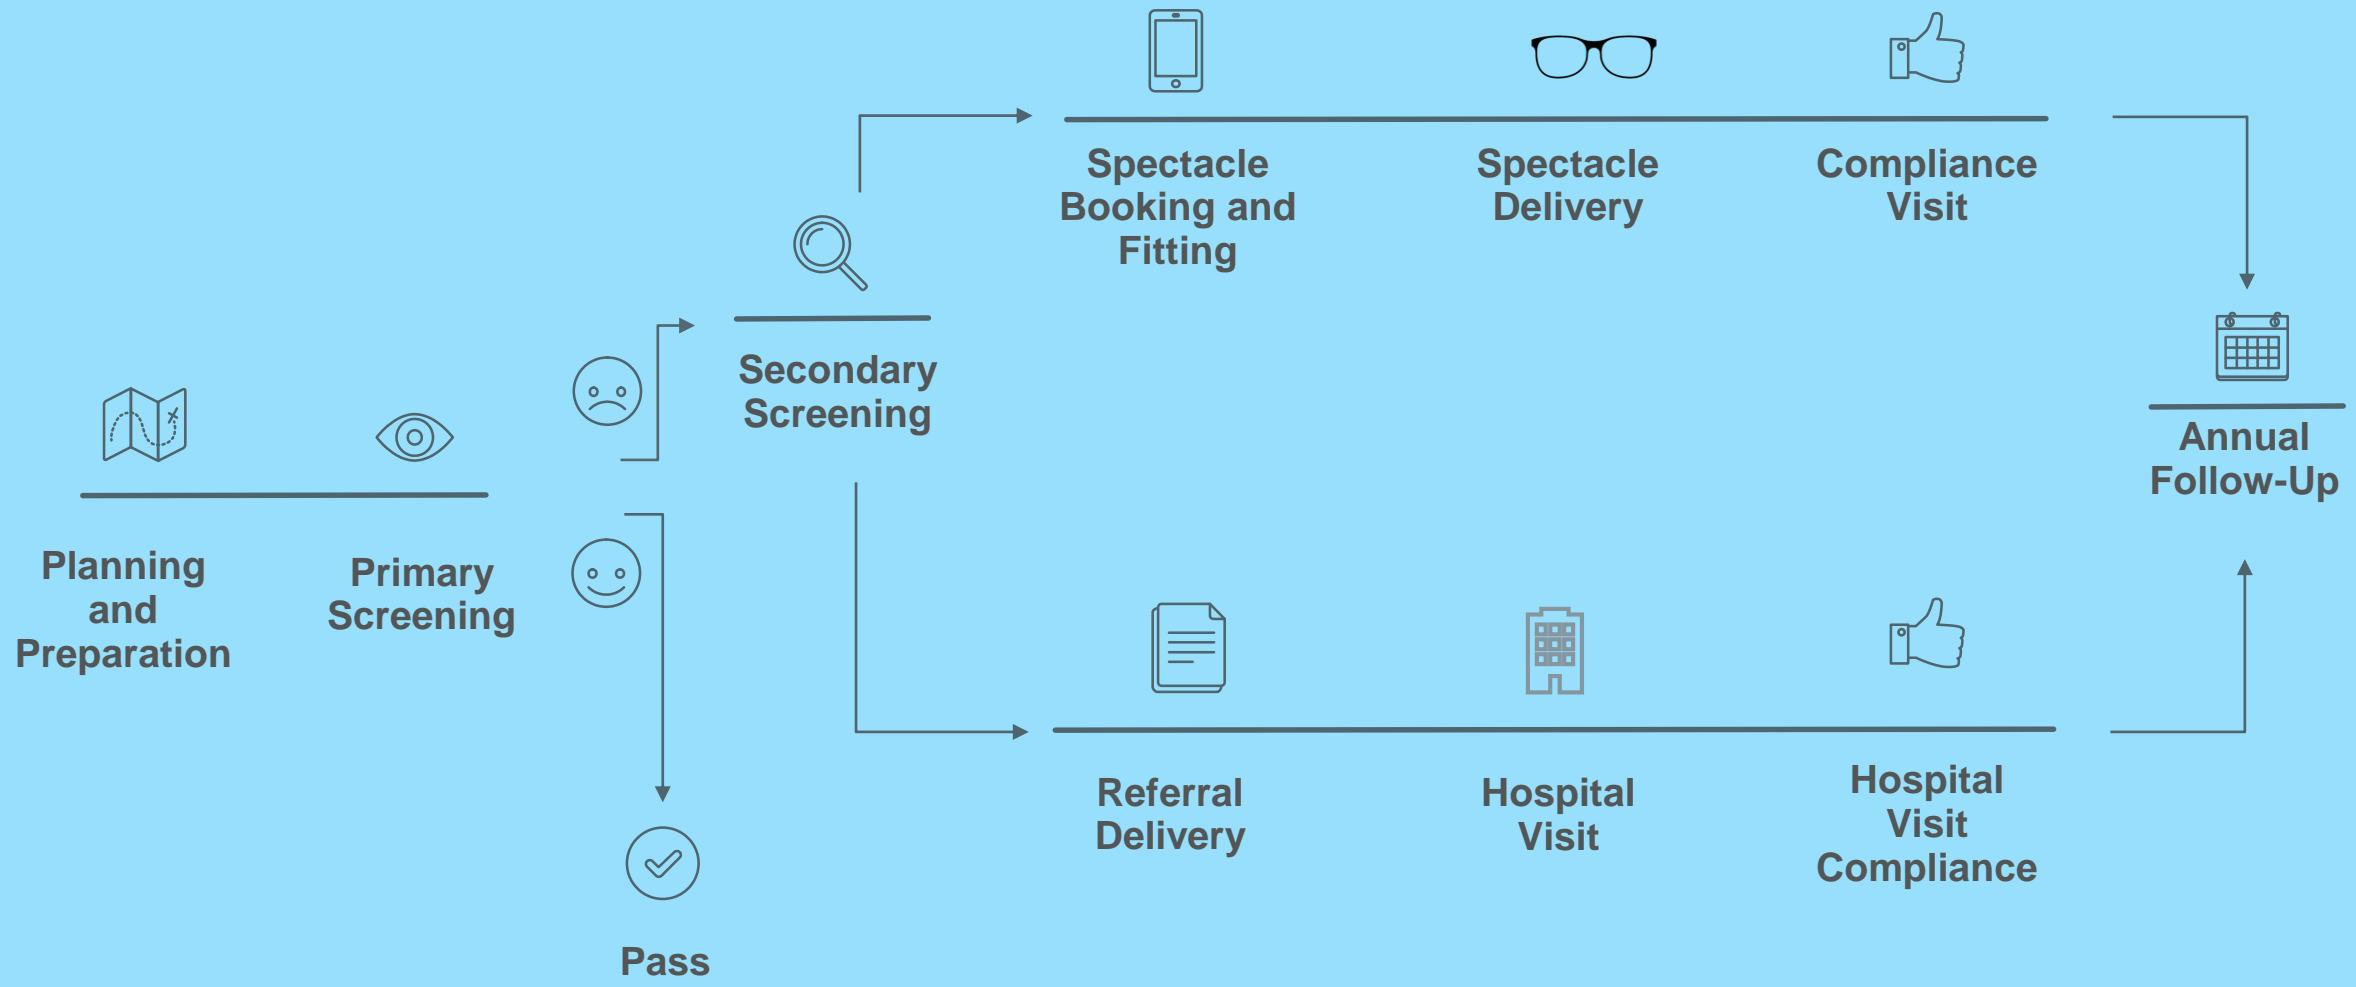 Planning
and
Preparation
Primary
Screening
Pass
Secondary
Screening
Spectacle
Booking and
Fitting
Spectacle
Delivery
Compliance
Visit
Referral
Delivery
Hospital
Visit
Hospital
Visit
Compliance
Annual
Follow-Up